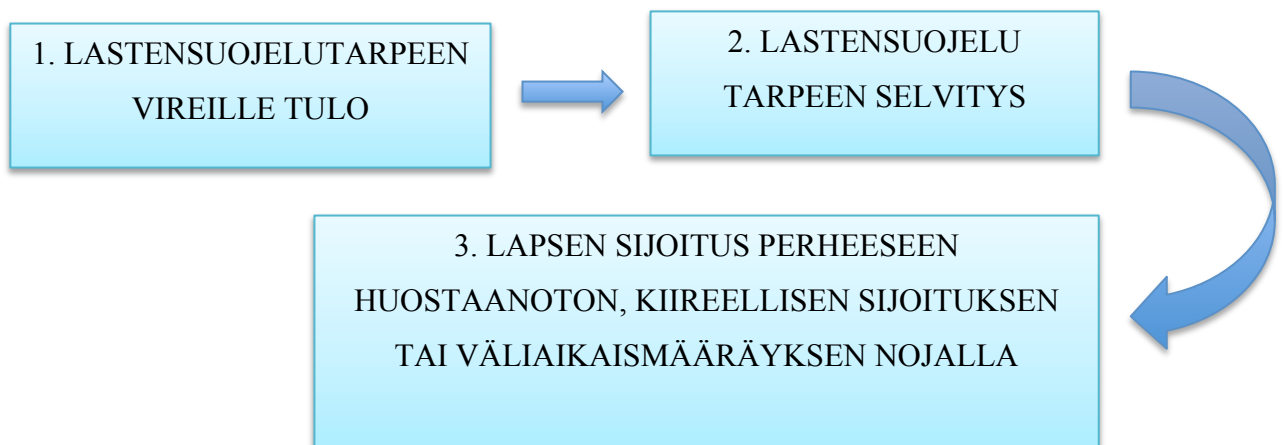 1. LASTENSUOJELUTARPEEN
VIREILLE TULO
2. LASTENSUOJELU
TARPEEN SELVITYS
3. LAPSEN SIJOITUS PERHEESEEN
HUOSTAANOTON, KIIREELLISEN SIJOITUKSEN
TAI VÄLIAIKAISMÄÄRÄYKSEN NOJALLA